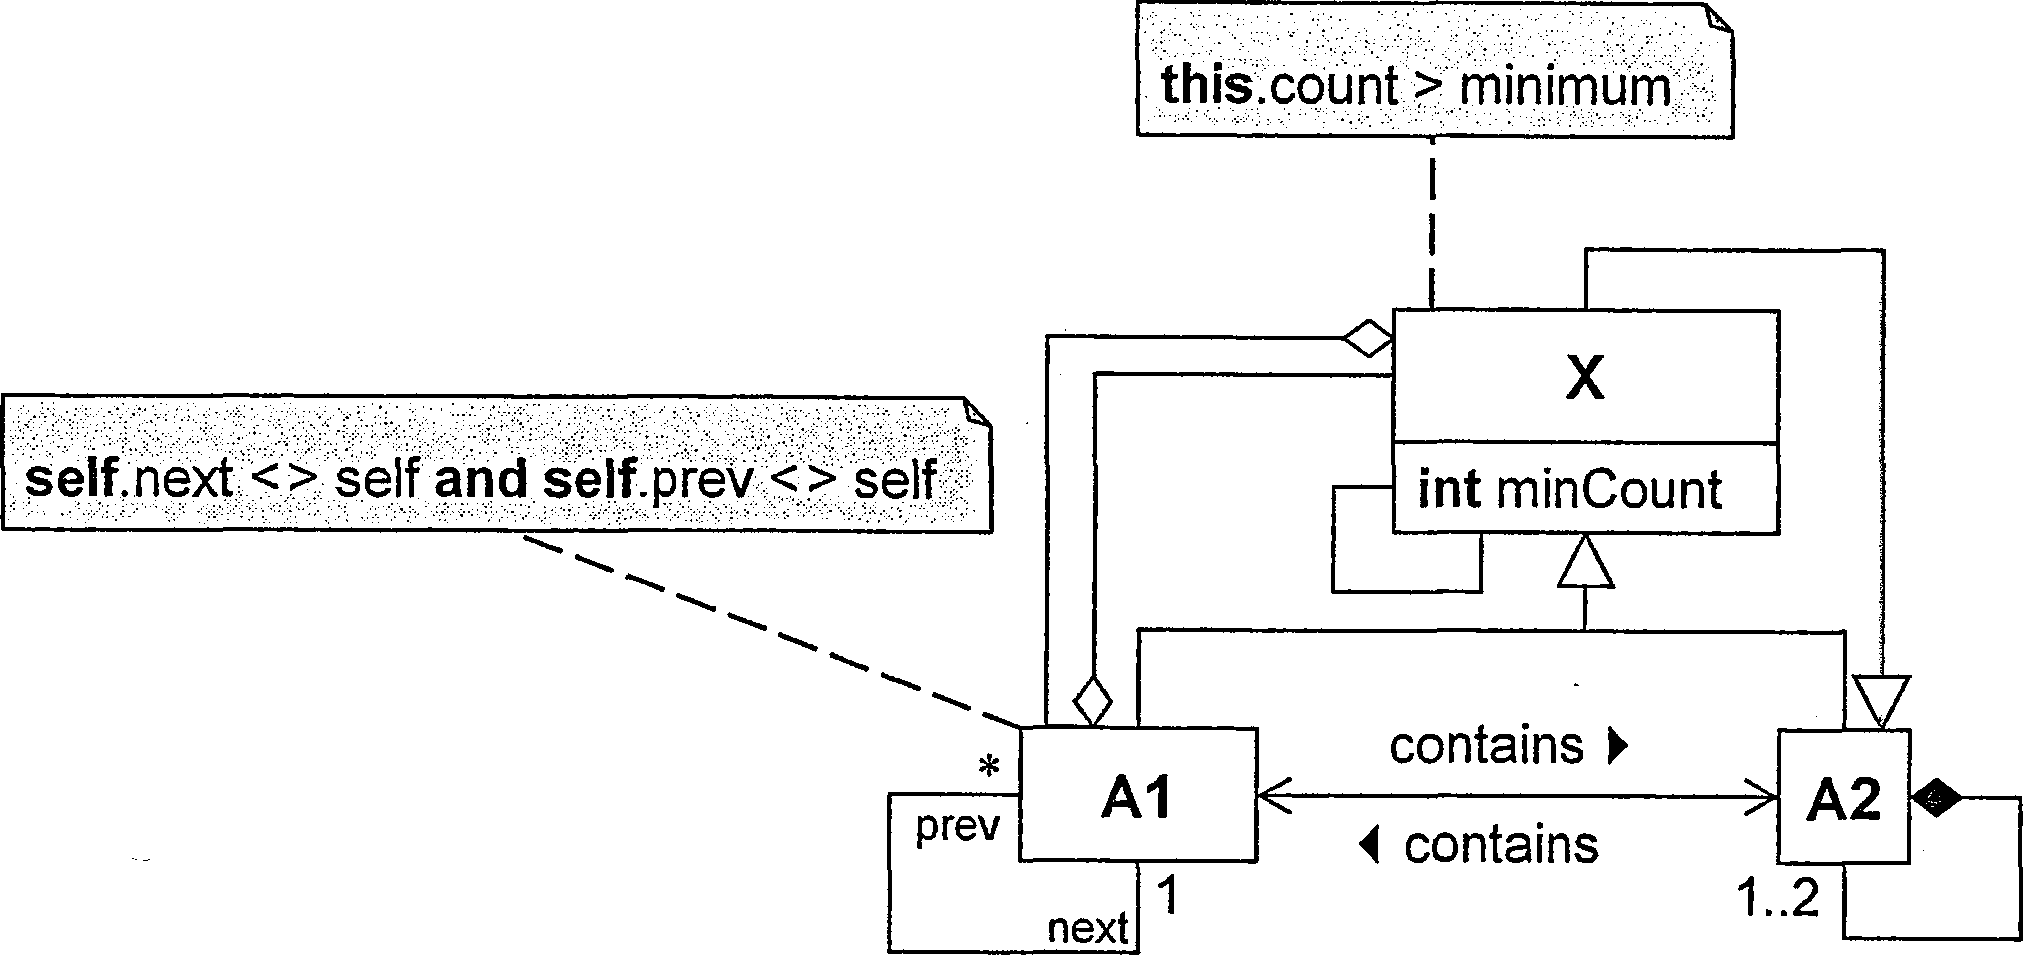 this.count > minimum
X
int minCount
self.next <> self and self.prev <> self
contains ▶
*
A1
A2
prev
◀ contains
1
1..2
next